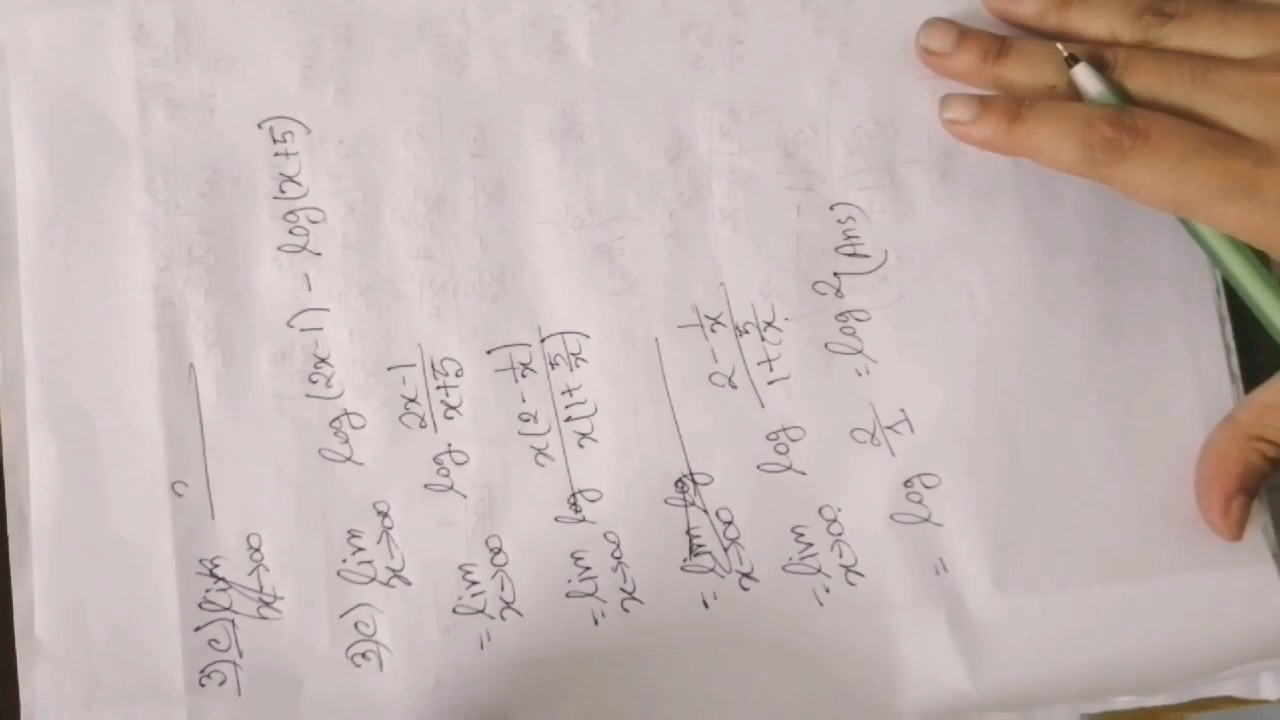 3)c) lim x→∞
3)c) lim x→∞ log(2x-1) - log(x+5)
= lim x→∞ log (2x-1)/(x+5)
= lim x→∞ log x(2-1/x)/x(1+5/x)
= lim x→∞ log
= lim x→∞ log (2-1/x)/(1+5/x)
= log 2/1 = log 2 (Ans)